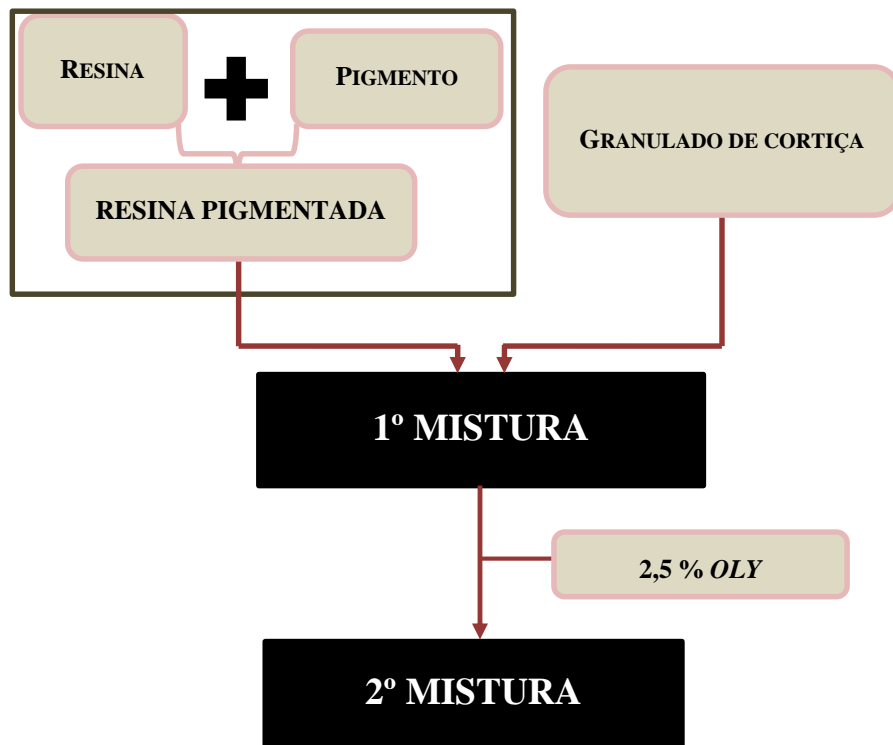 RESINA
PIGMENTO
GRANULADO DE CORTIÇA
RESINA PIGMENTADA
1º MISTURA
2,5 % OLY
2º MISTURA